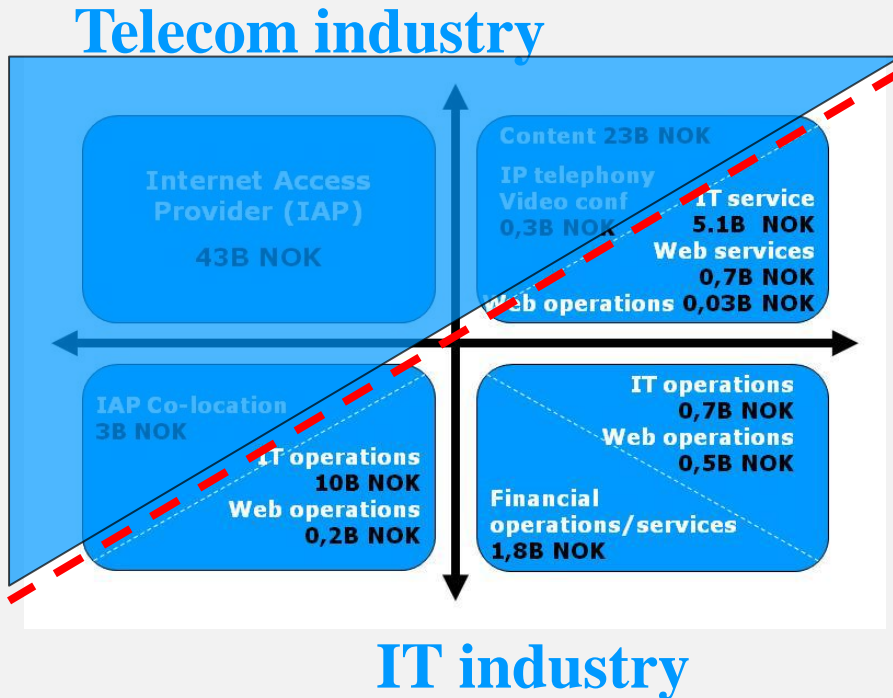 Telecom industry
Internet Access
Provider (IAP)
43B NOK
Content 23B NOK
IP telephony
Video conf
0,3B NOK
IT service
5.1B NOK
Web services
0,7B NOK
Web operations 0,03B NOK
IAP Co-location
3B NOK
IT operations
10B NOK
Web operations
0,2B NOK
IT operations
0,7B NOK
Web operations
0,5B NOK
Financial
operations/services
1,8B NOK
IT industry